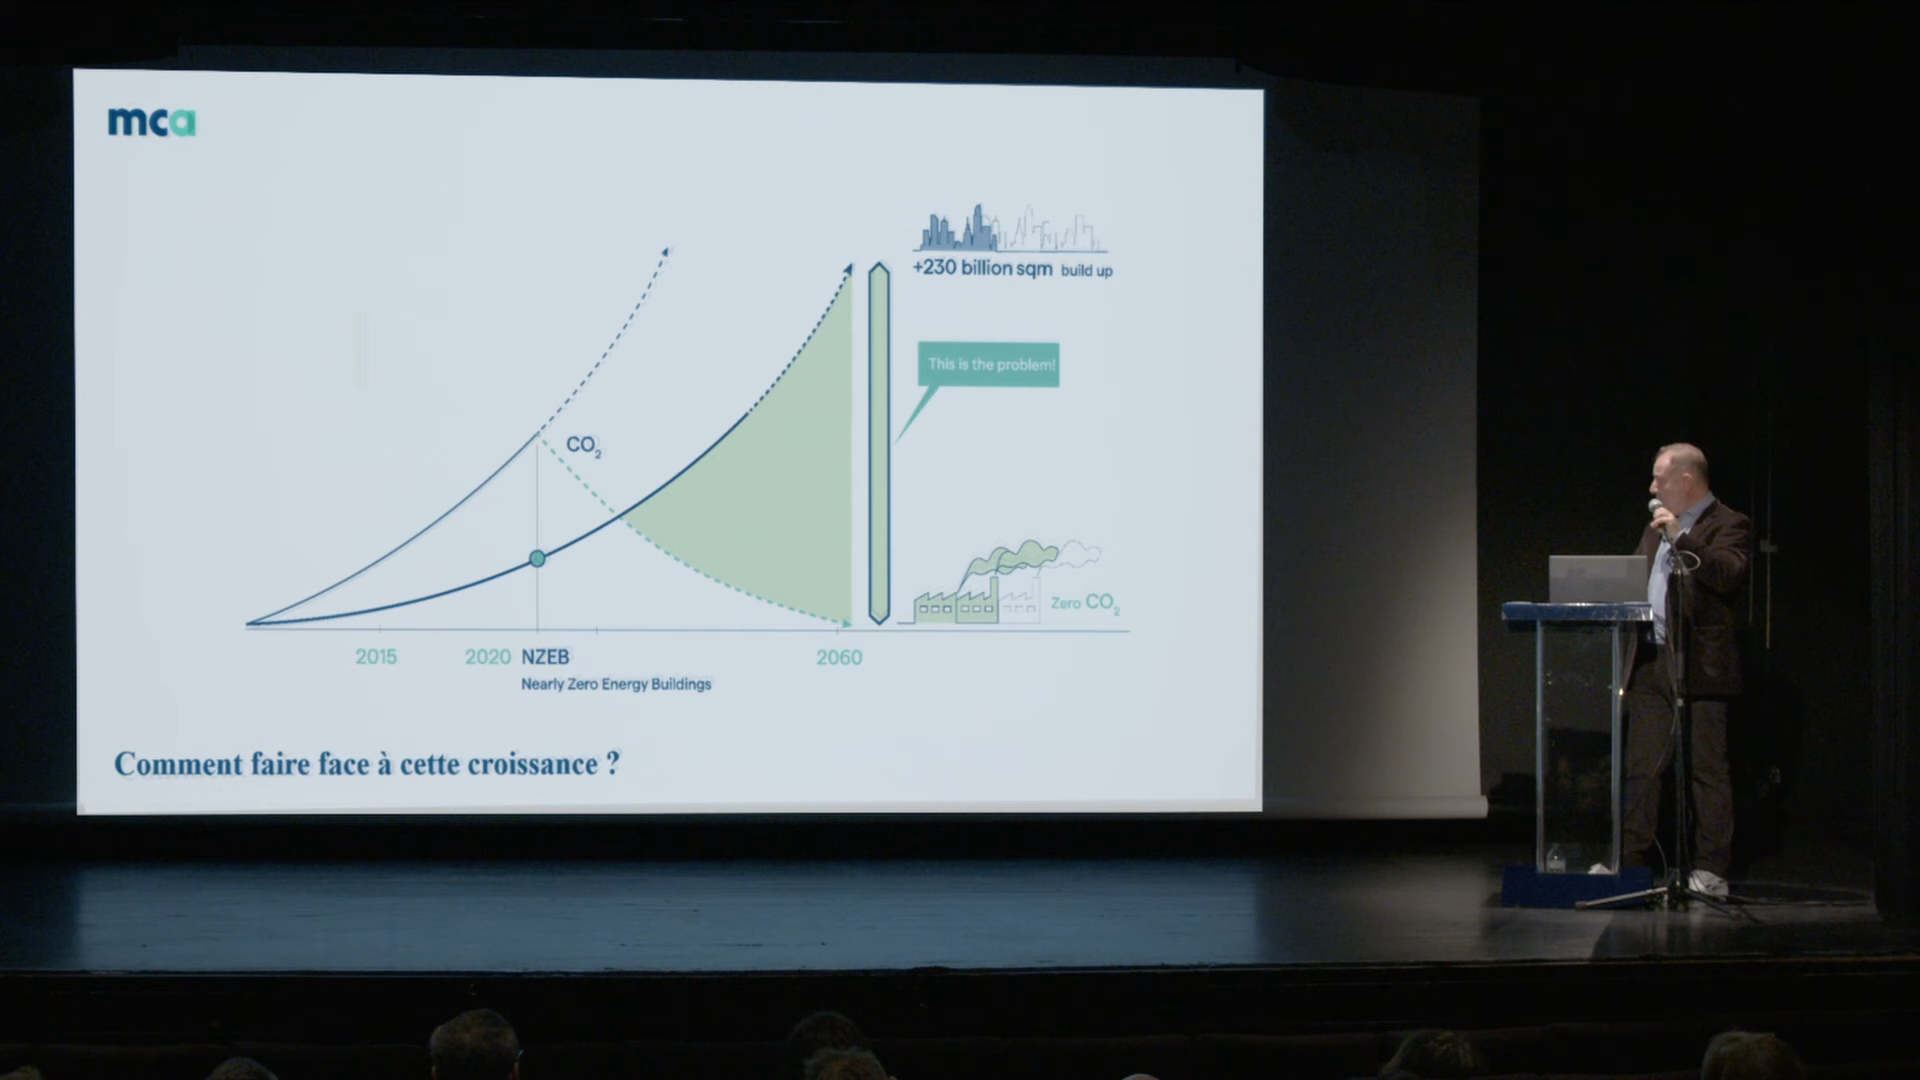 mca
+230 billion sqm build up
This is the problem!
CO2
Zero CO2
2015 2020 NZEB 2060
Nearly Zero Energy Buildings
Comment faire face à cette croissance ?